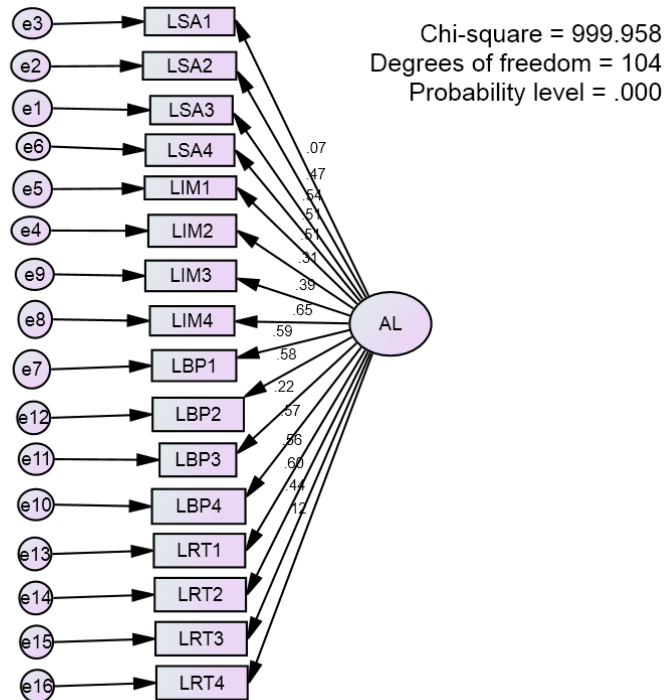 Chi-square = 999.958
Degrees of freedom = 104
Probability level = .000
e3 LSA1
e2 LSA2
e1 LSA3
e6 LSA4
e5 LIM1
e4 LIM2
e9 LIM3
e8 LIM4
e7 LBP1
e12 LBP2
e11 LBP3
e10 LBP4
e13 LRT1
e14 LRT2
e15 LRT3
e16 LRT4
.07
.47
.54
.51
.51
.31
.39
.65
.59
.58
.22
.57
.56
.60
.44
.12
AL